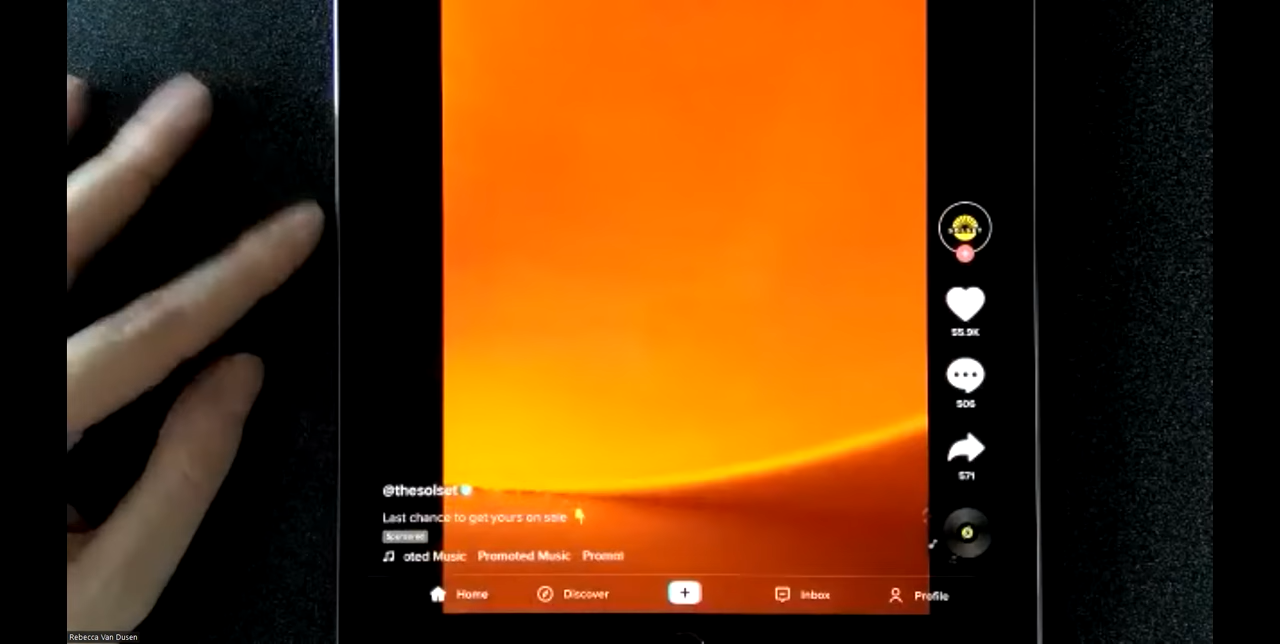 55.9K
506
571
@thesolset
Last chance to get yours on sale 👇
Sponsored
oted Music Promoted Music Promot
Home Discover Inbox Profile
Rebecca Van Dusen